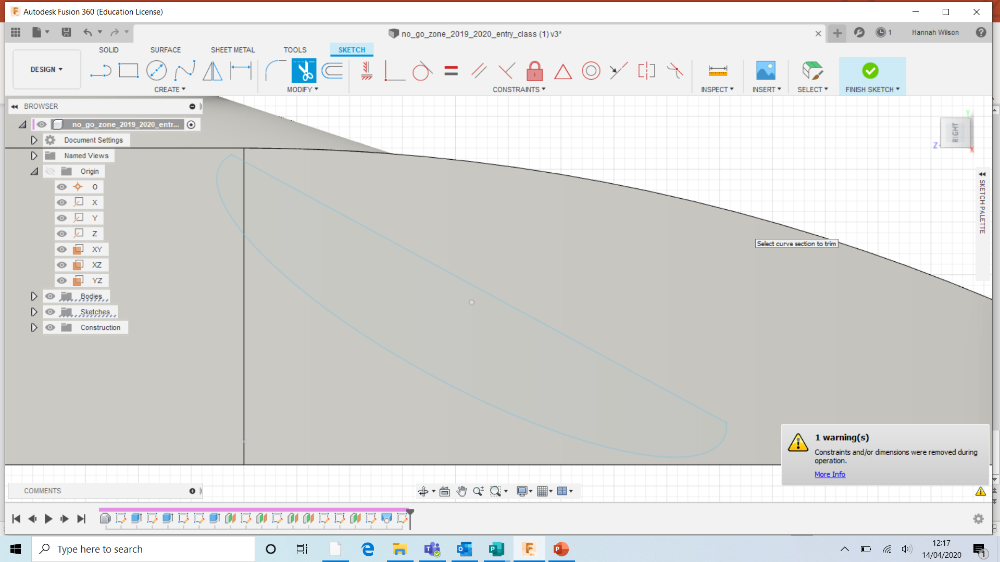 Autodesk Fusion 360 (Education License)
no_go_zone_2019_2020_entry_class (1) v3*
1
Hannah Wilson
SOLID
SURFACE
SHEET METAL
TOOLS
SKETCH
DESIGN
CREATE
MODIFY
CONSTRAINTS
INSPECT
INSERT
SELECT
FINISH SKETCH
BROWSER
no_go_zone_2019_2020_entr...
Document Settings
Named Views
Origin
O
X
Y
Z
XY
XZ
YZ
Bodies
Sketches
Construction
Y
RIGHT
Z
X
SKETCH PALETTE
Select curve section to trim
1 warning(s)
Constraints and/or dimensions were removed during
operation.
More Info
COMMENTS
Type here to search
12:17
14/04/2020
1